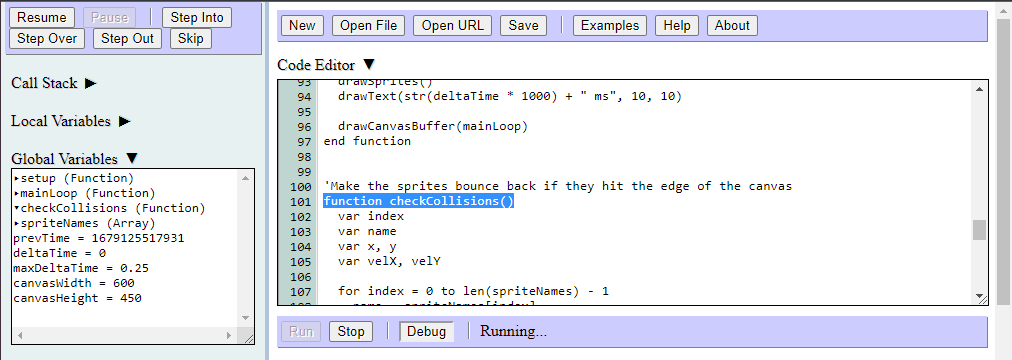 Resume Pause Step Into
Step Over Step Out Skip
Call Stack ▶
Local Variables ▶
Global Variables ▼
▸setup (Function)
▸mainLoop (Function)
▾checkCollisions (Function)
▸spriteNames (Array)
prevTime = 1679125517931
deltaTime = 0
maxDeltaTime = 0.25
canvasWidth = 600
canvasHeight = 450
New Open File Open URL Save Examples Help About
Code Editor ▼
93 drawSprites()
94 drawText(str(deltaTime * 1000) + " ms", 10, 10)
95
96 drawCanvasBuffer(mainLoop)
97 end function
98
99
100 'Make the sprites bounce back if they hit the edge of the canvas
101 function checkCollisions()
102 var index
103 var name
104 var x, y
105 var velX, velY
106
107 for index = 0 to len(spriteNames) - 1
108 name = spriteNames[index]
Run Stop Debug Running...